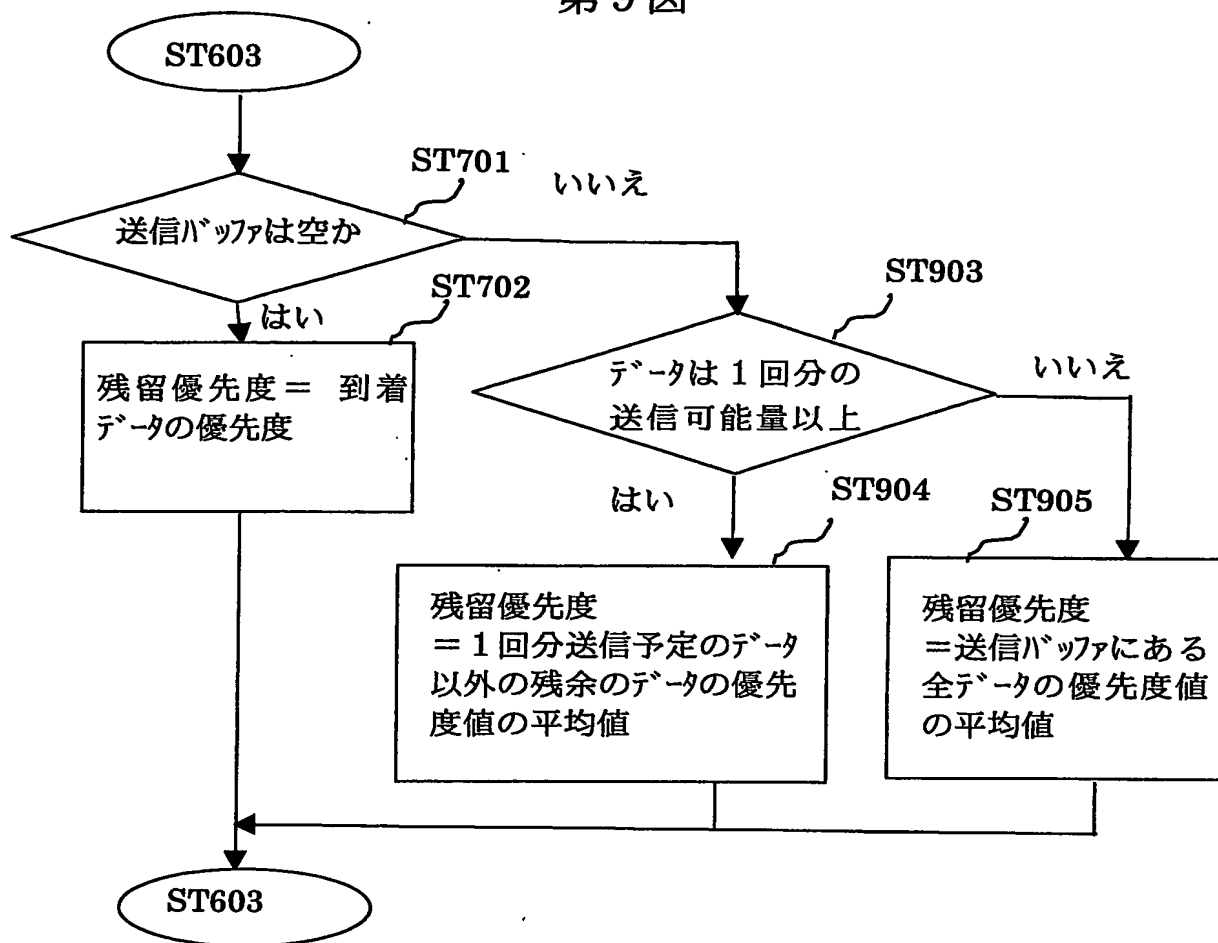 第9図
ST603
ST701
いいえ
送信バッファは空か
ST903
ST702
はい
データは1回分の
送信可能量以上
いいえ
残留優先度= 到着
データの優先度
はい
ST904
ST905
残留優先度
=1回分送信予定のデータ
以外の残余のデータの優先
度値の平均値
残留優先度
=送信バッファにある
全データの優先度値
の平均値
ST603